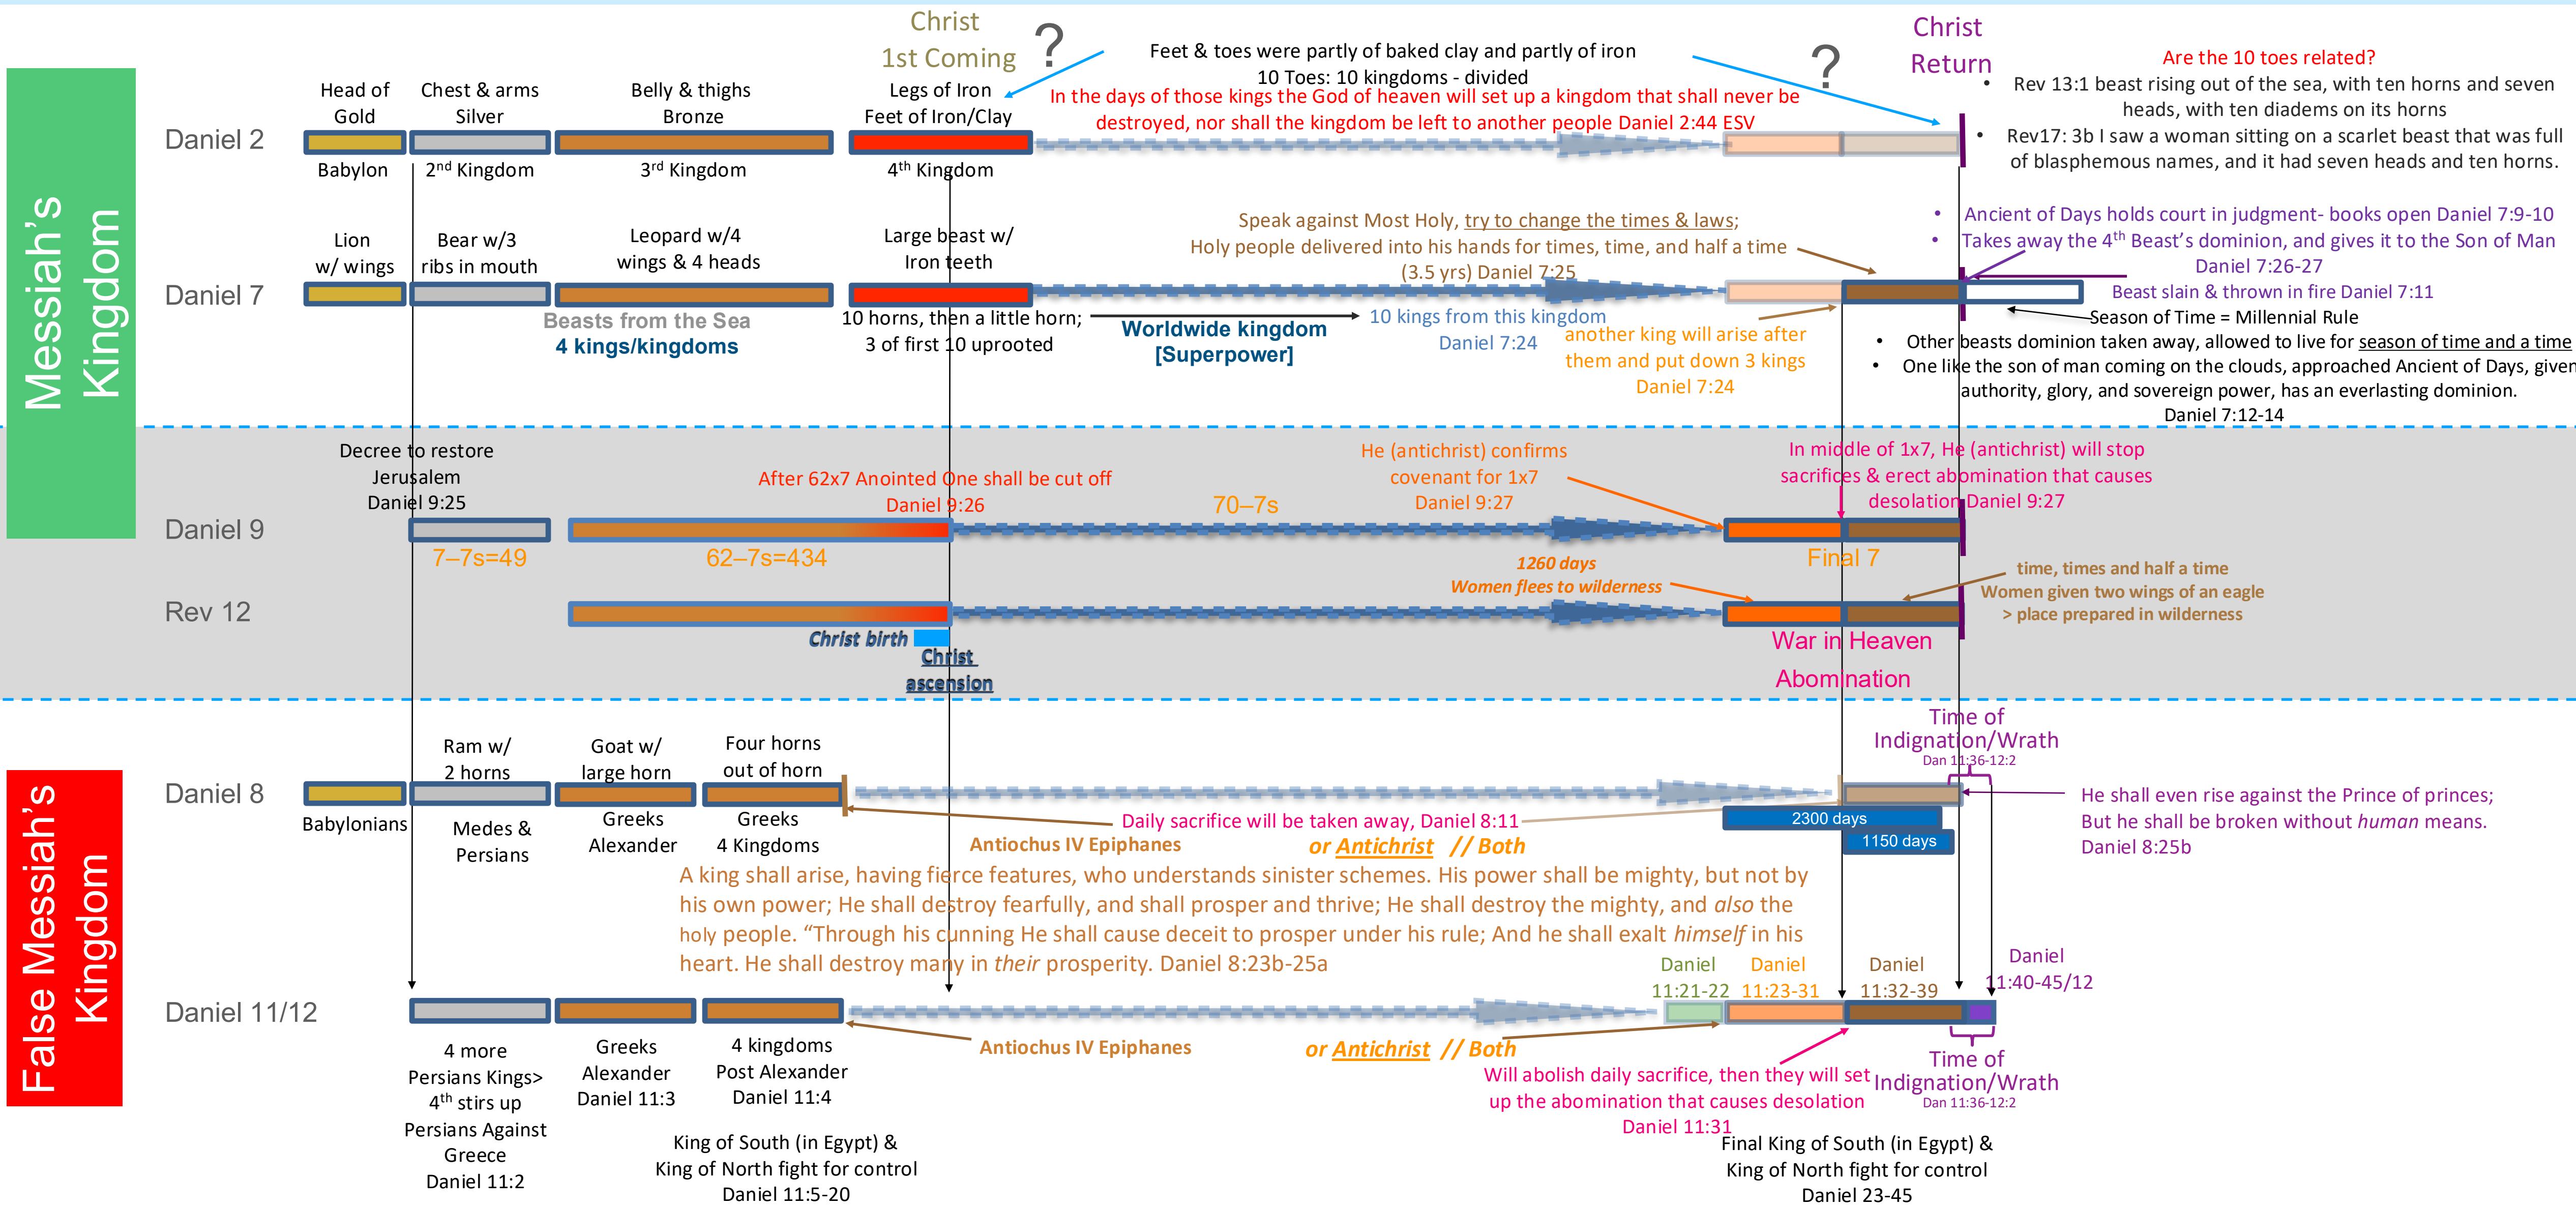 Messiah's
Kingdom
False Messiah's
Kingdom
Christ
1st Coming
?
Feet & toes were partly of baked clay and partly of iron
10 Toes: 10 kingdoms - divided
In the days of those kings the God of heaven will set up a kingdom that shall never be
destroyed, nor shall the kingdom be left to another people Daniel 2:44 ESV
?
Christ
Return
Are the 10 toes related?
• Rev 13:1 beast rising out of the sea, with ten horns and seven
heads, with ten diadems on its horns
• Rev17: 3b I saw a woman sitting on a scarlet beast that was full
of blasphemous names, and it had seven heads and ten horns.
Daniel 2
Head of
Gold
Babylon
Chest & arms
Silver
2nd Kingdom
Belly & thighs
Bronze
3rd Kingdom
Legs of Iron
Feet of Iron/Clay
4th Kingdom
Daniel 7
Lion
w/ wings
Bear w/3
ribs in mouth
Leopard w/4
wings & 4 heads
Large beast w/
Iron teeth
Beasts from the Sea
4 kings/kingdoms
10 horns, then a little horn;
3 of first 10 uprooted
Worldwide kingdom
[Superpower]
Speak against Most Holy, try to change the times & laws;
Holy people delivered into his hands for times, time, and half a time
(3.5 yrs) Daniel 7:25
10 kings from this kingdom
Daniel 7:24
another king will arise after
them and put down 3 kings
Daniel 7:24
• Ancient of Days holds court in judgment- books open Daniel 7:9-10
• Takes away the 4th Beast's dominion, and gives it to the Son of Man
Daniel 7:26-27
Beast slain & thrown in fire Daniel 7:11
Season of Time = Millennial Rule
• Other beasts dominion taken away, allowed to live for season of time and a time
• One like the son of man coming on the clouds, approached Ancient of Days, given
authority, glory, and sovereign power, has an everlasting dominion.
Daniel 7:12-14
Daniel 9
Decree to restore
Jerusalem
Daniel 9:25
7–7s=49
62–7s=434
After 62x7 Anointed One shall be cut off
Daniel 9:26
70–7s
He (antichrist) confirms
covenant for 1x7
Daniel 9:27
In middle of 1x7, He (antichrist) will stop
sacrifices & erect abomination that causes
desolation Daniel 9:27
Final 7
Rev 12
Christ birth
Christ
ascension
1260 days
Women flees to wilderness
time, times and half a time
Women given two wings of an eagle
> place prepared in wilderness
War in Heaven
Abomination
Daniel 8
Babylonians
Ram w/
2 horns
Medes &
Persians
Goat w/
large horn
Greeks
Alexander
Four horns
out of horn
Greeks
4 Kingdoms
Daily sacrifice will be taken away, Daniel 8:11
Antiochus IV Epiphanes
or Antichrist // Both
2300 days
1150 days
Time of
Indignation/Wrath
Dan 11:36-12:2
He shall even rise against the Prince of princes;
But he shall be broken without human means.
Daniel 8:25b
A king shall arise, having fierce features, who understands sinister schemes. His power shall be mighty, but not by
his own power; He shall destroy fearfully, and shall prosper and thrive; He shall destroy the mighty, and also the
holy people. “Through his cunning He shall cause deceit to prosper under his rule; And he shall exalt himself in his
heart. He shall destroy many in their prosperity. Daniel 8:23b-25a
Daniel 11/12
4 more
Persians Kings>
4th stirs up
Persians Against
Greece
Daniel 11:2
Greeks
Alexander
Daniel 11:3
4 kingdoms
Post Alexander
Daniel 11:4
King of South (in Egypt) &
King of North fight for control
Daniel 11:5-20
Antiochus IV Epiphanes
or Antichrist // Both
Daniel
11:21-22
Daniel
11:23-31
Daniel
11:32-39
Daniel
11:40-45/12
Will abolish daily sacrifice, then they will set
up the abomination that causes desolation
Daniel 11:31
Time of
Indignation/Wrath
Dan 11:36-12:2
Final King of South (in Egypt) &
King of North fight for control
Daniel 23-45